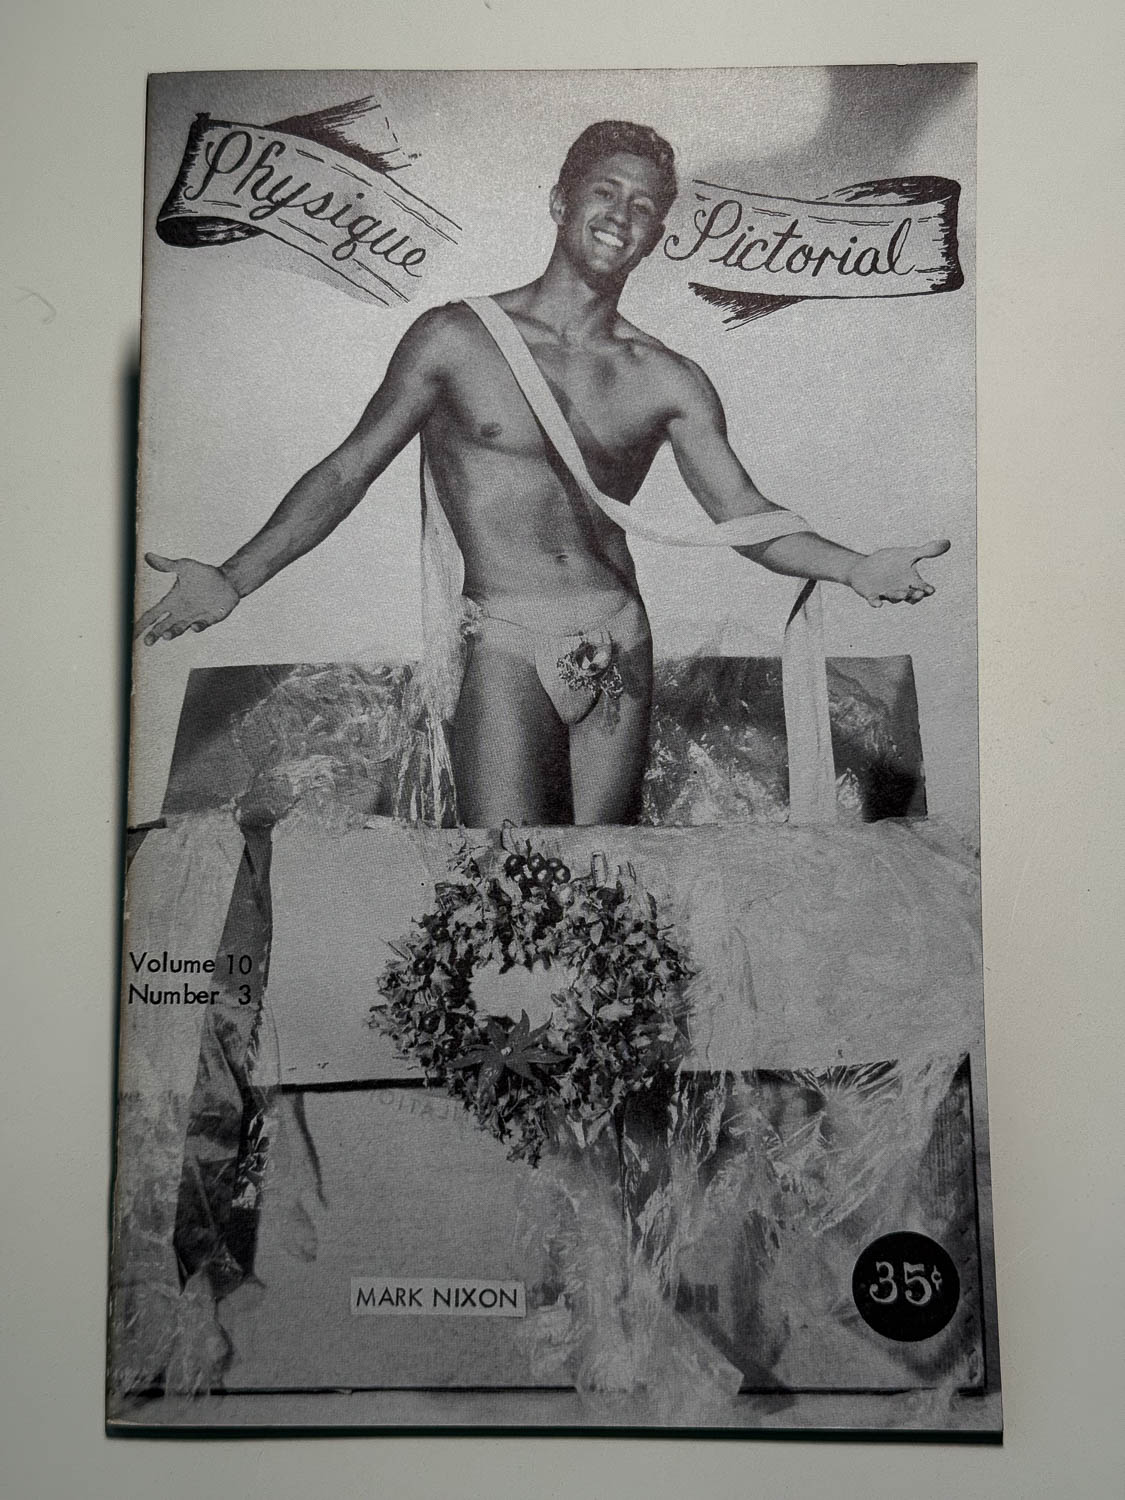 Physique
Pictorial
Volume 10
Number 3
MARK NIXON
35¢